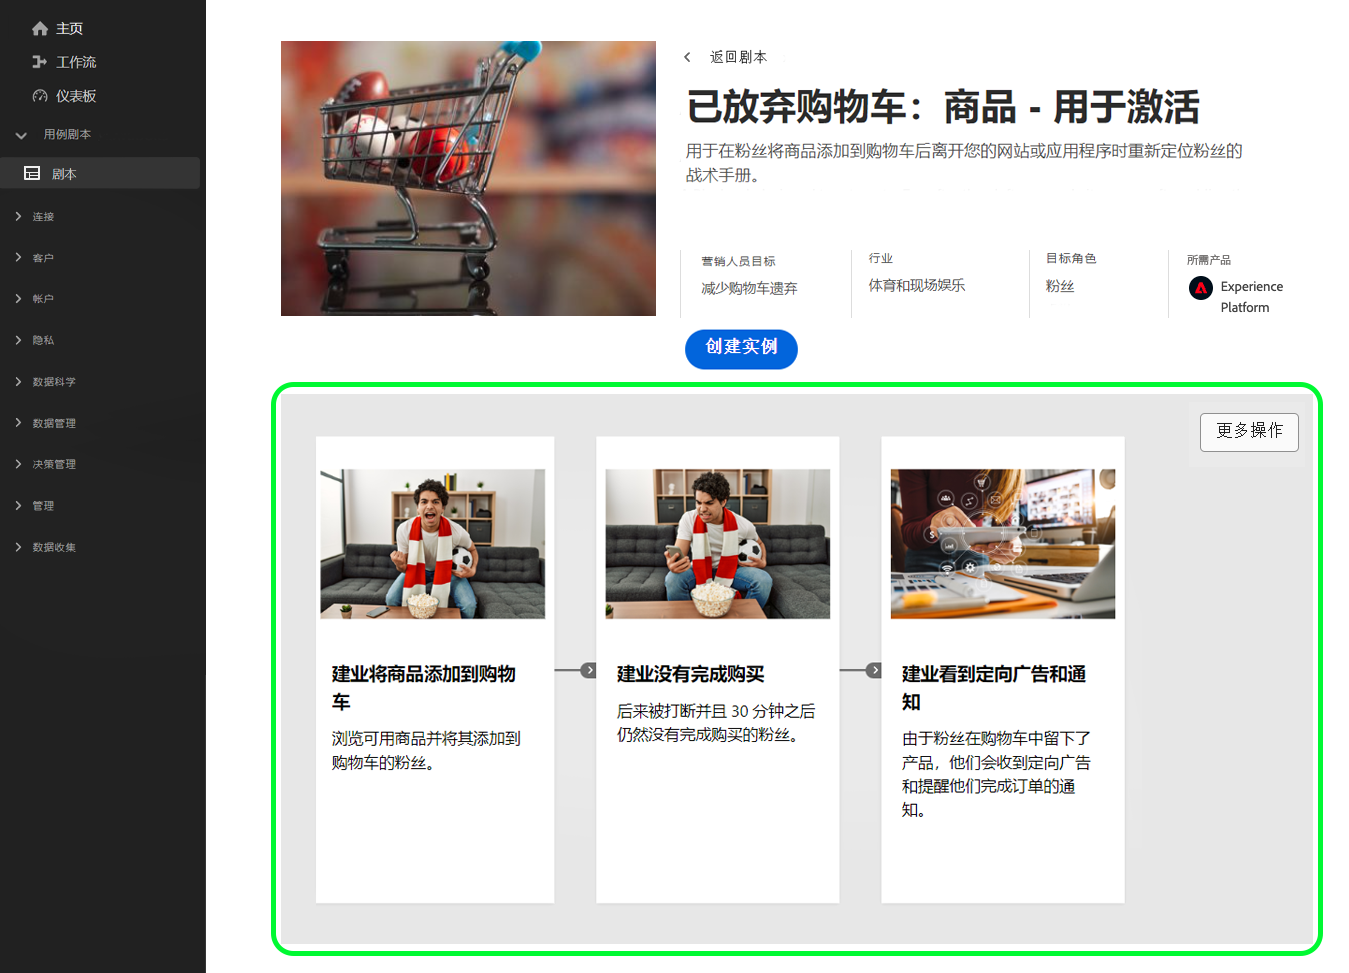 主页
工作流
仪表板
用例剧本
剧本
连接
客户
帐户
隐私
数据科学
数据管理
决策管理
管理
数据收集
返回剧本
已放弃购物车：商品 - 用于激活
用于在粉丝将商品添加到购物车后离开您的网站或应用程序时重新定位粉丝的
战术手册。
营销人员目标
减少购物车遗弃
行业
体育和现场娱乐
目标角色
粉丝
所需产品
Experience
Platform
创建实例
更多操作
建业将商品添加到购物
车
浏览可用商品并将其添加到
购物车的粉丝。
建业没有完成购买
后来被打断并且 30 分钟之后
仍然没有完成购买的粉丝。
建业看到定向广告和通
知
由于粉丝在购物车中留下了
产品，他们会收到定向广告
和提醒他们完成订单的通
知。